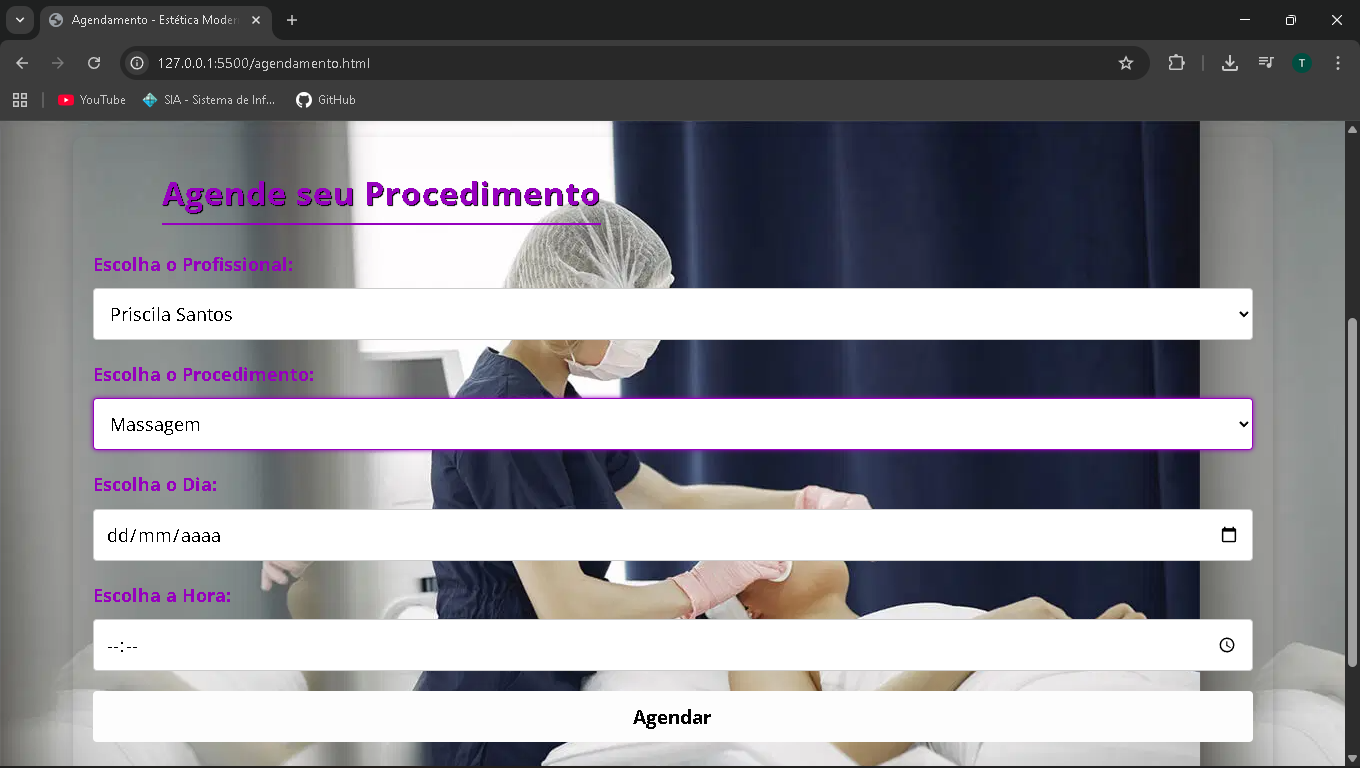 Agendamento - Estética Moder
127.0.0.1:5500/agendamento.html
T
YouTube
SIA - Sistema de Inf...
GitHub
Agende seu Procedimento
Escolha o Profissional:
Priscila Santos
Escolha o Procedimento:
Massagem
Escolha o Dia:
dd/mm/aaaa
Escolha a Hora:
--:--
Agendar